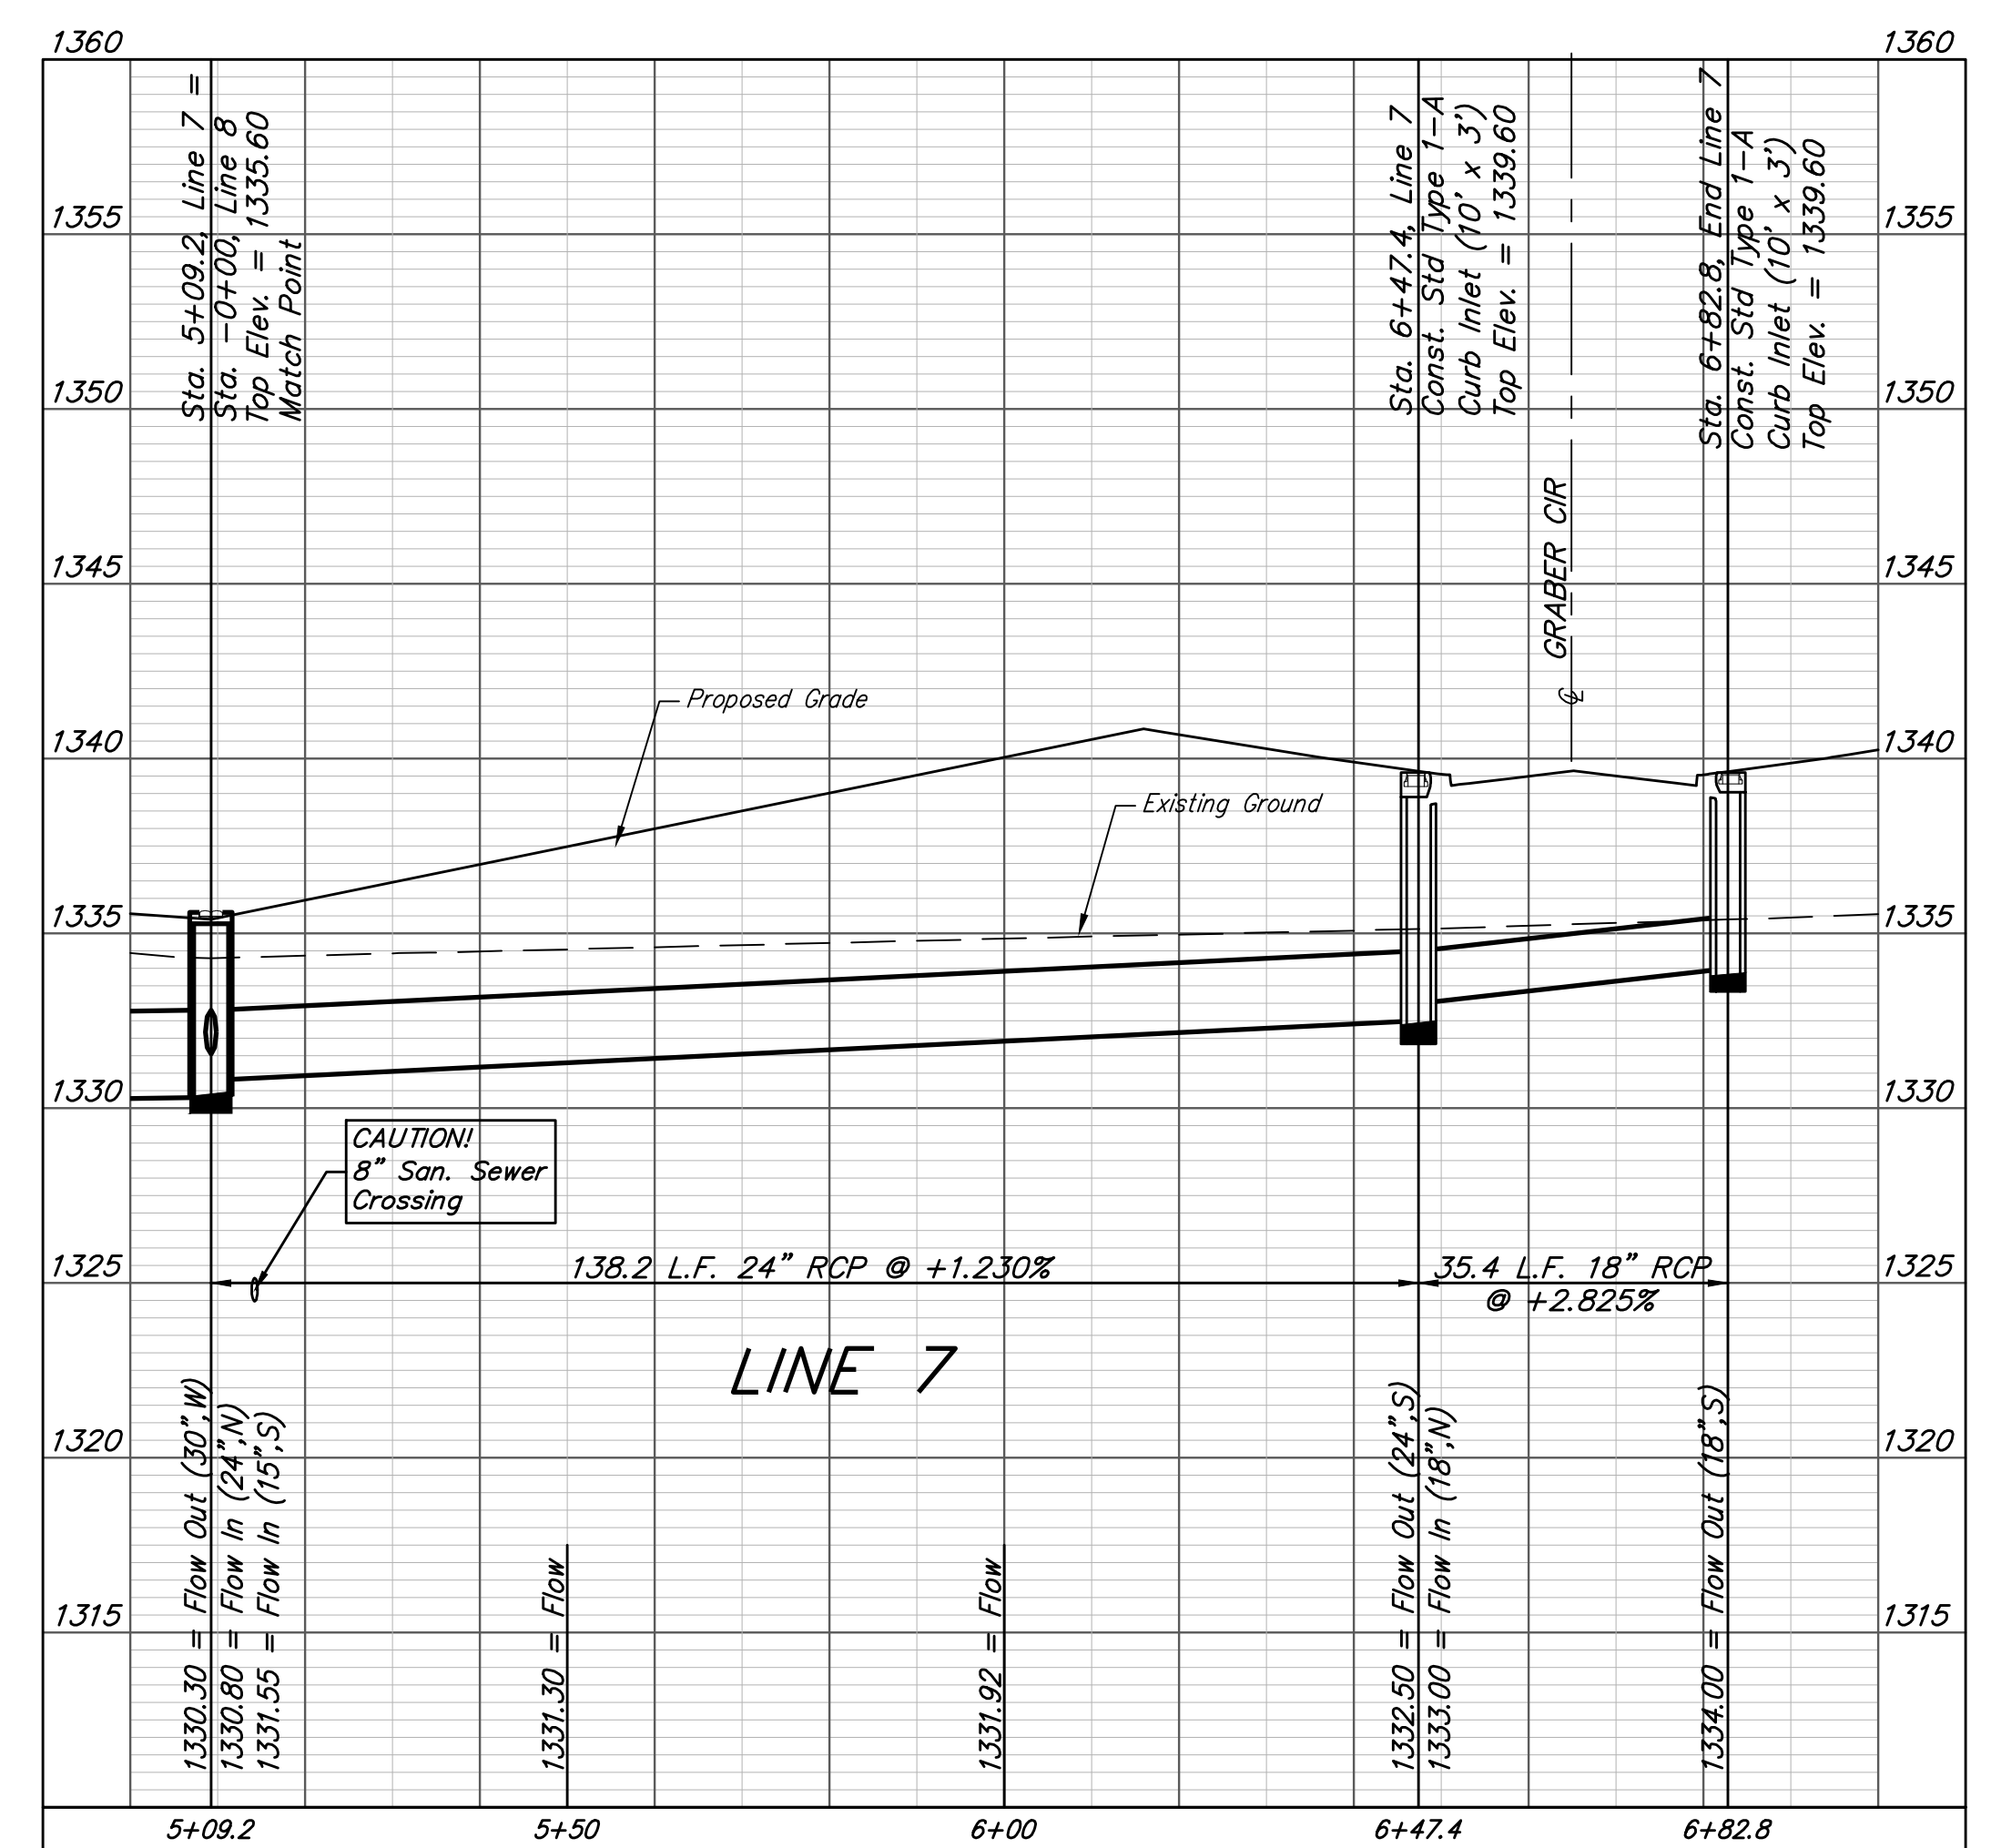 1360
1360
Sta. 5+09.2, Line 7 =
Sta. -0+00, Line 8
Top Elev. = 1335.60
Match Point
Sta. 6+47.4, Line 7
Const. Std Type 1-A
Curb Inlet (10' x 3')
Top Elev. = 1339.60
Sta. 6+82.8, End Line 7
Const. Std Type 1-A
Curb Inlet (10' x 3')
Top Elev. = 1339.60
1355
1355
1350
1350
GRABER CIR
1345
1345
Proposed Grade
1340
1340
Existing Ground
1335
1335
1330
1330
CAUTION!
8" San. Sewer
Crossing
1325
1325
138.2 L.F. 24" RCP @ +1.230%
35.4 L.F. 18" RCP
@ +2.825%
LINE 7
1320
1320
1315
1315
1330.30 = Flow Out (30",W)
1330.80 = Flow In (24",N)
1331.55 = Flow In (15",S)
1331.30 = Flow
1331.92 = Flow
1332.50 = Flow Out (24",S)
1333.00 = Flow In (18",N)
1334.00 = Flow Out (18",S)
5+09.2
5+50
6+00
6+47.4
6+82.8